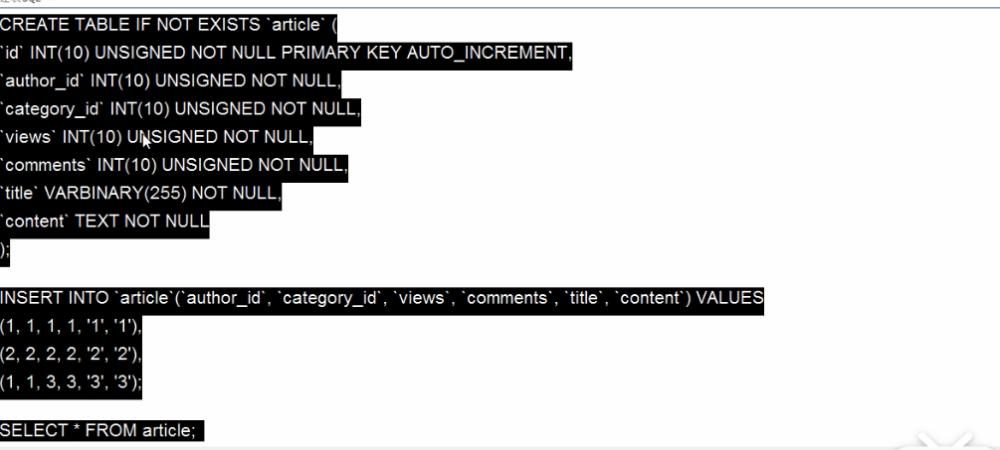 CREATE TABLE IF NOT EXISTS `article` (
`id` INT(10) UNSIGNED NOT NULL PRIMARY KEY AUTO_INCREMENT,
`author_id` INT(10) UNSIGNED NOT NULL,
`category_id` INT(10) UNSIGNED NOT NULL,
`views` INT(10) UNSIGNED NOT NULL,
`comments` INT(10) UNSIGNED NOT NULL,
`title` VARBINARY(255) NOT NULL,
`content` TEXT NOT NULL
);
INSERT INTO `article`(`author_id`, `category_id`, `views`, `comments`, `title`, `content`) VALUES
(1, 1, 1, 1, '1', '1'),
(2, 2, 2, 2, '2', '2'),
(1, 1, 3, 3, '3', '3');
SELECT * FROM article;